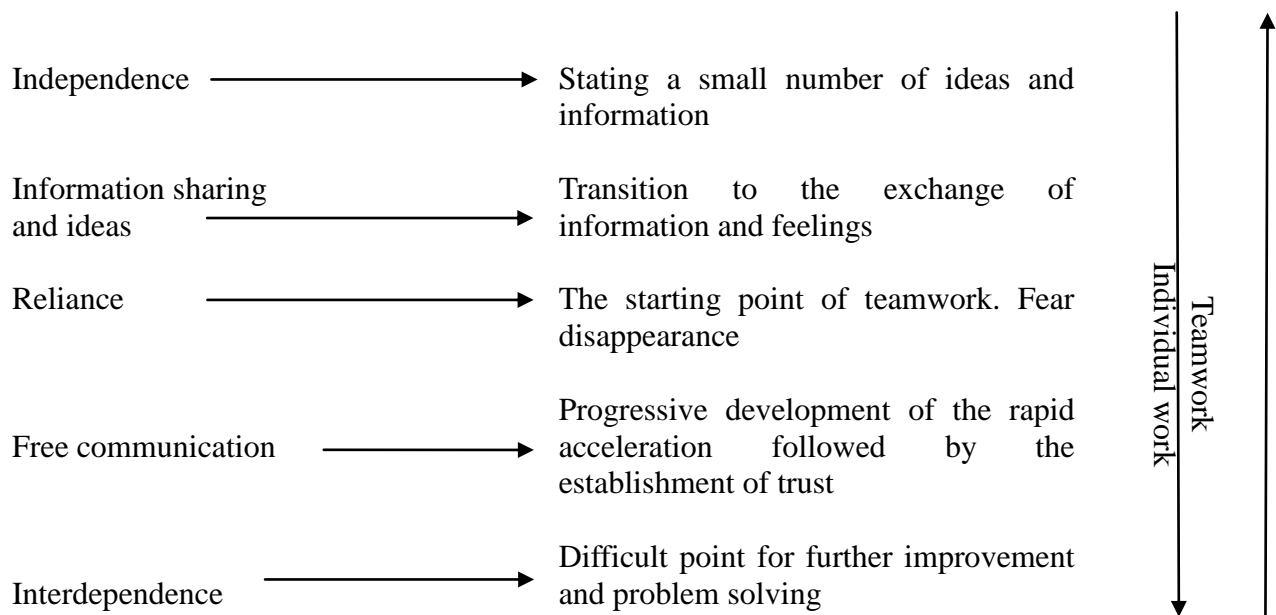 Independence
Stating a small number of ideas and
information
Information sharing
and ideas
Transition to the exchange of
information and feelings
Reliance
The starting point of teamwork. Fear
disappearance
Free communication
Progressive development of the rapid
acceleration followed by the
establishment of trust
Interdependence
Difficult point for further improvement
and problem solving
Individual work
Teamwork